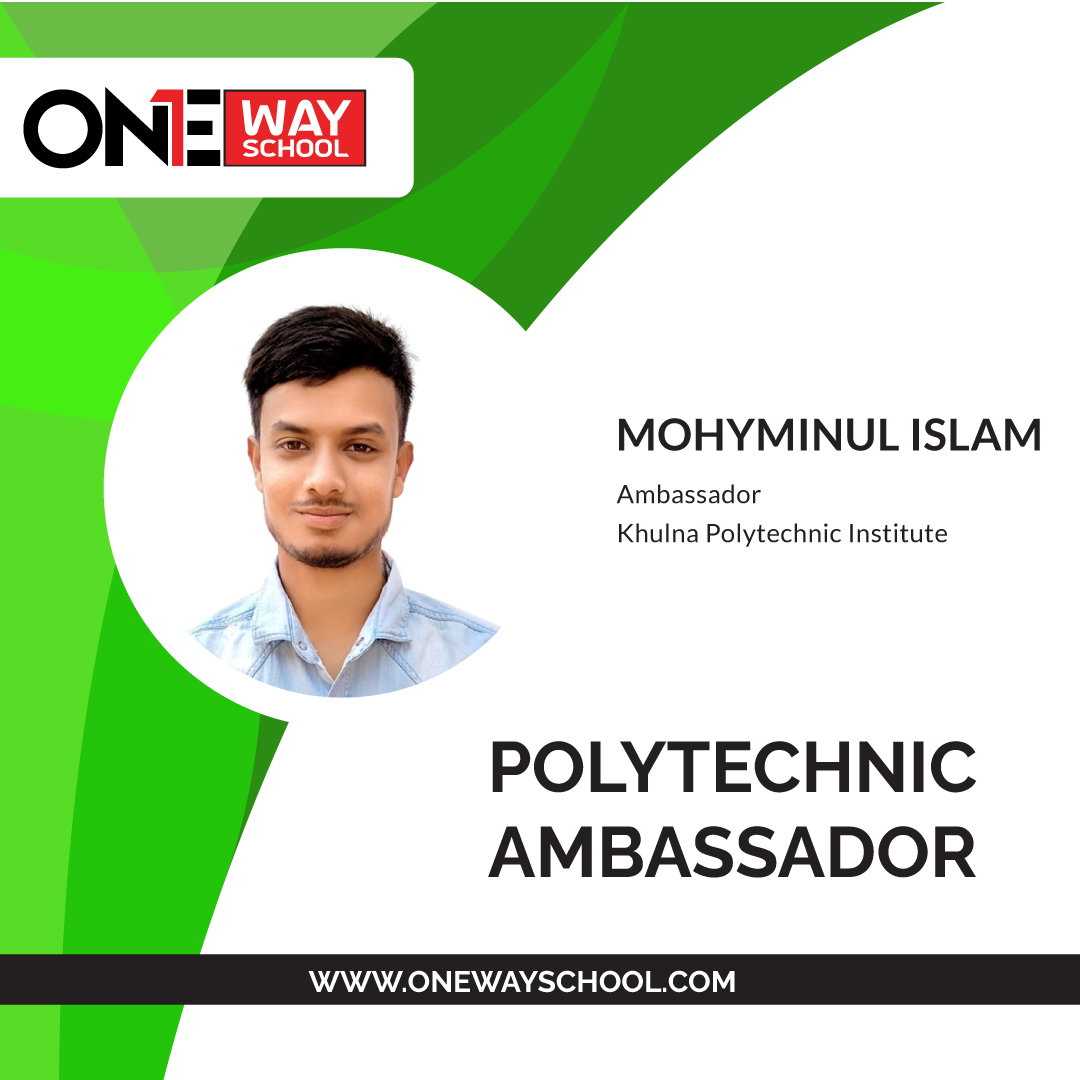 ONE WAY
SCHOOL
MOHYMINUL ISLAM
Ambassador
Khulna Polytechnic Institute
POLYTECHNIC
AMBASSADOR
WWW.ONEWAYSCHOOL.COM